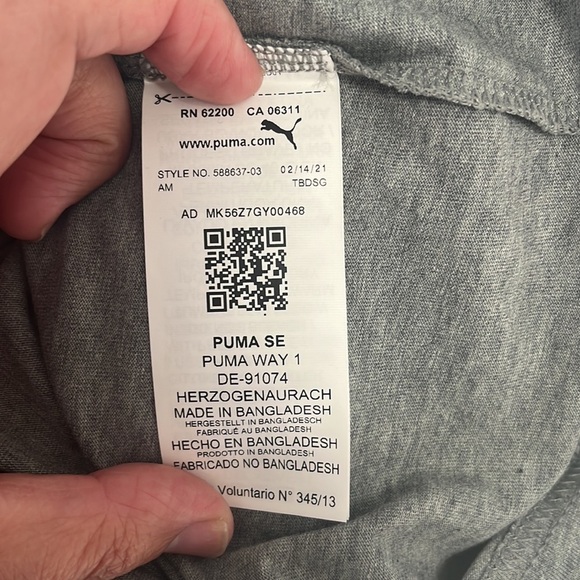 RN 62200 CA 06311
www.puma.com
STYLE NO. 588637-03 02/14/21
AM TBDSG
AD MK56Z7GY00468
PUMA SE
PUMA WAY 1
DE-91074
HERZOGENAURACH
MADE IN BANGLADESH
HERGESTELLT IN BANGLADESCH
FABRIQUÉ AU BANGLADESH
HECHO EN BANGLADESH
PRODOTTO IN BANGLADESH
FABRICADO NO BANGLADESH
Voluntario N° 345/13